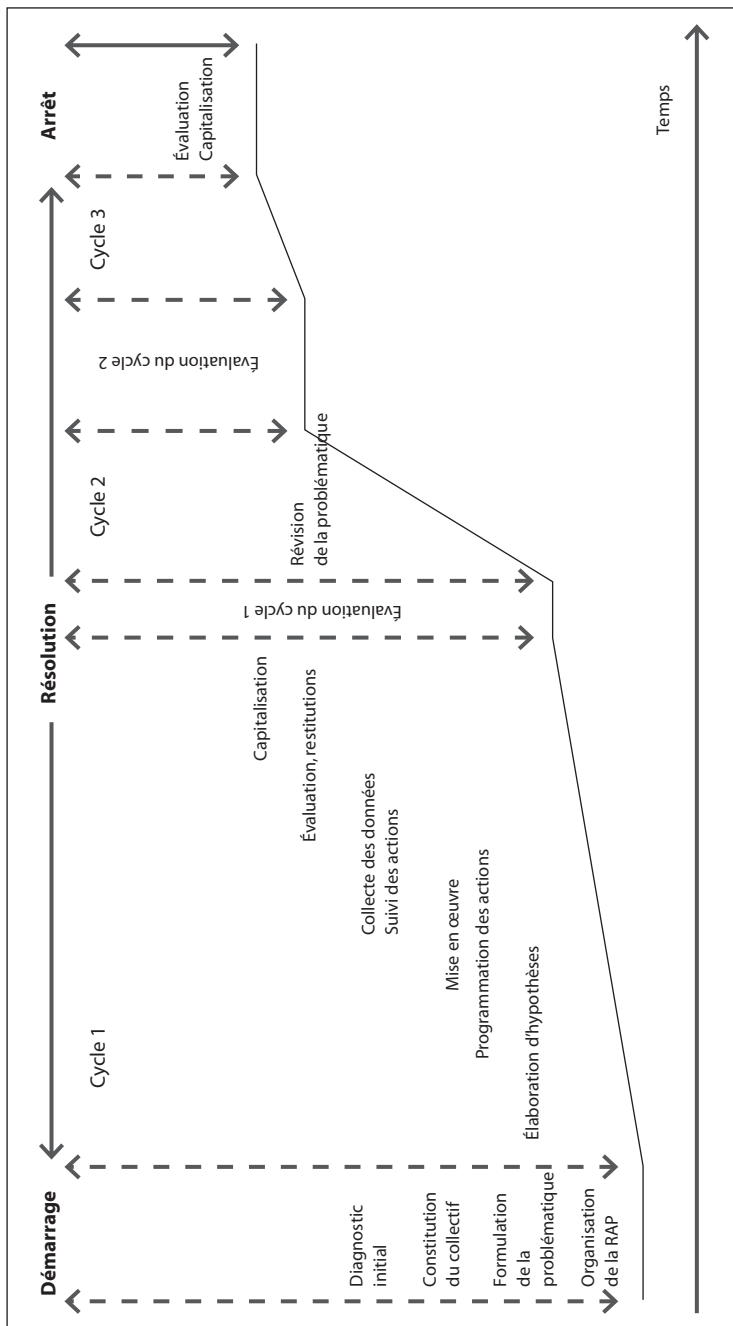 Démarrage
Résolution
Arrêt
Cycle 1
Cycle 2
Cycle 3
Diagnostic
initial
Constitution
du collectif
Formulation
de la
problématique
Organisation
de la RAP
Élaboration d’hypothèses
Programmation des actions
Mise en œuvre
Collecte des données
Suivi des actions
Évaluation, restitutions
Capitalisation
Évaluation du cycle 1
Révision
de la problématique
Évaluation du cycle 2
Évaluation
Capitalisation
Temps